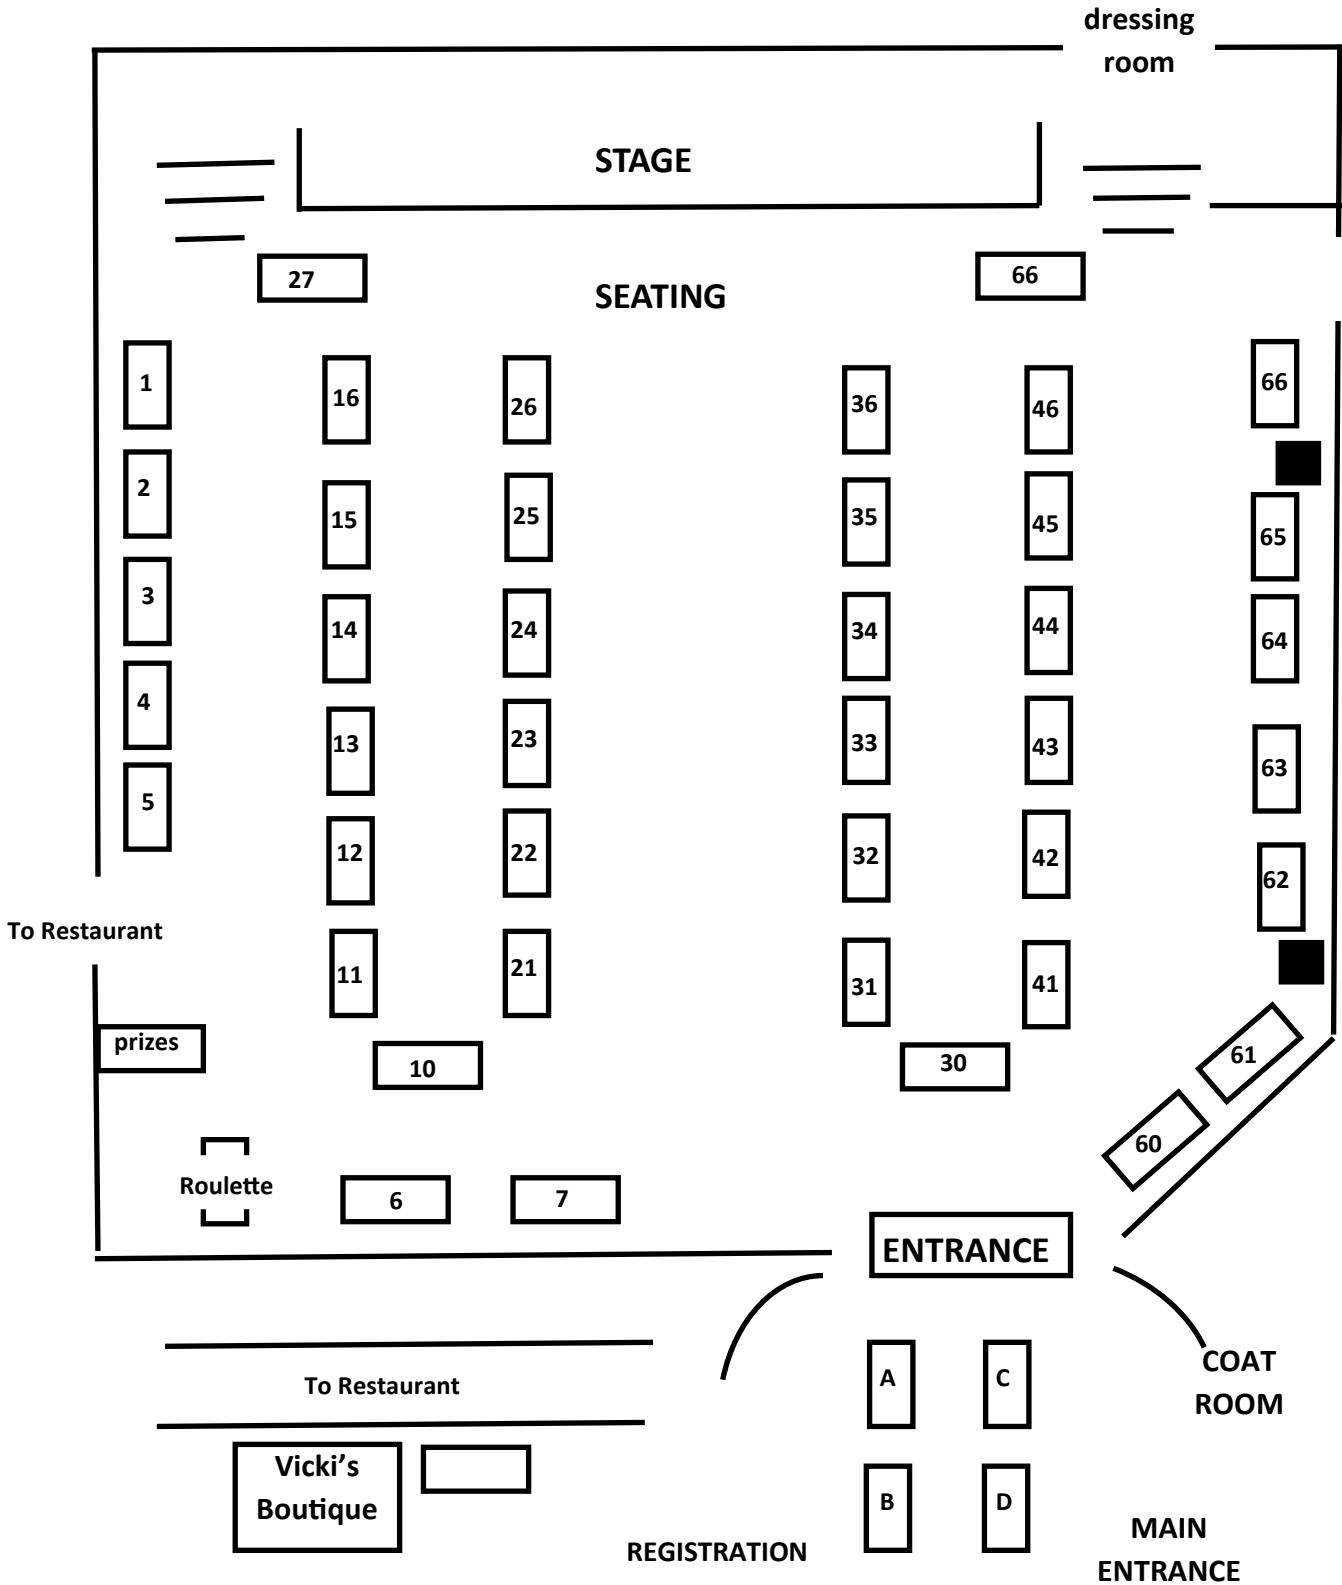 dressing
room
STAGE
27
66
SEATING
1
16
26
36
46
66
2
15
25
35
45
65
3
14
24
34
44
64
4
13
23
33
43
63
5
12
22
32
42
62
To Restaurant
11
21
31
41
prizes
10
30
61
60
Roulette
6
7
ENTRANCE
To Restaurant
A
C
COAT
ROOM
Vicki's
Boutique
B
D
REGISTRATION
MAIN
ENTRANCE